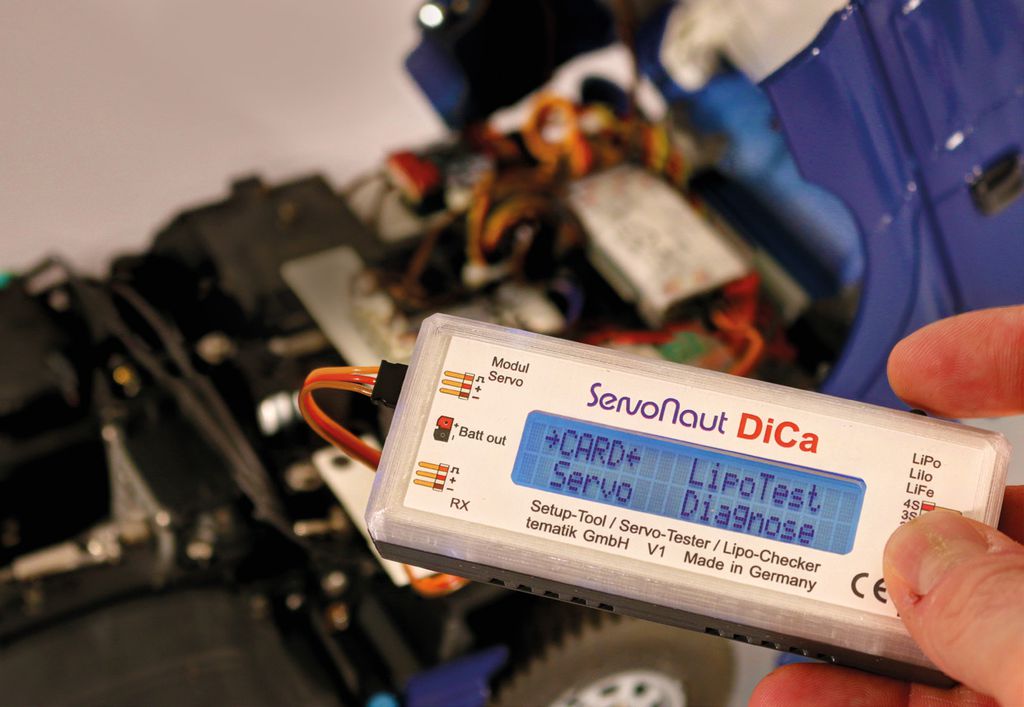 Modul
Servo
ServoNaut DiCa
Batt out
→CARD← LipoTest
Servo Diagnose
RX
LiPo
LiIo
LiFe
4S
3S
Setup-Tool / Servo-Tester / Lipo-Checker
tematik GmbH V1 Made in Germany
CE